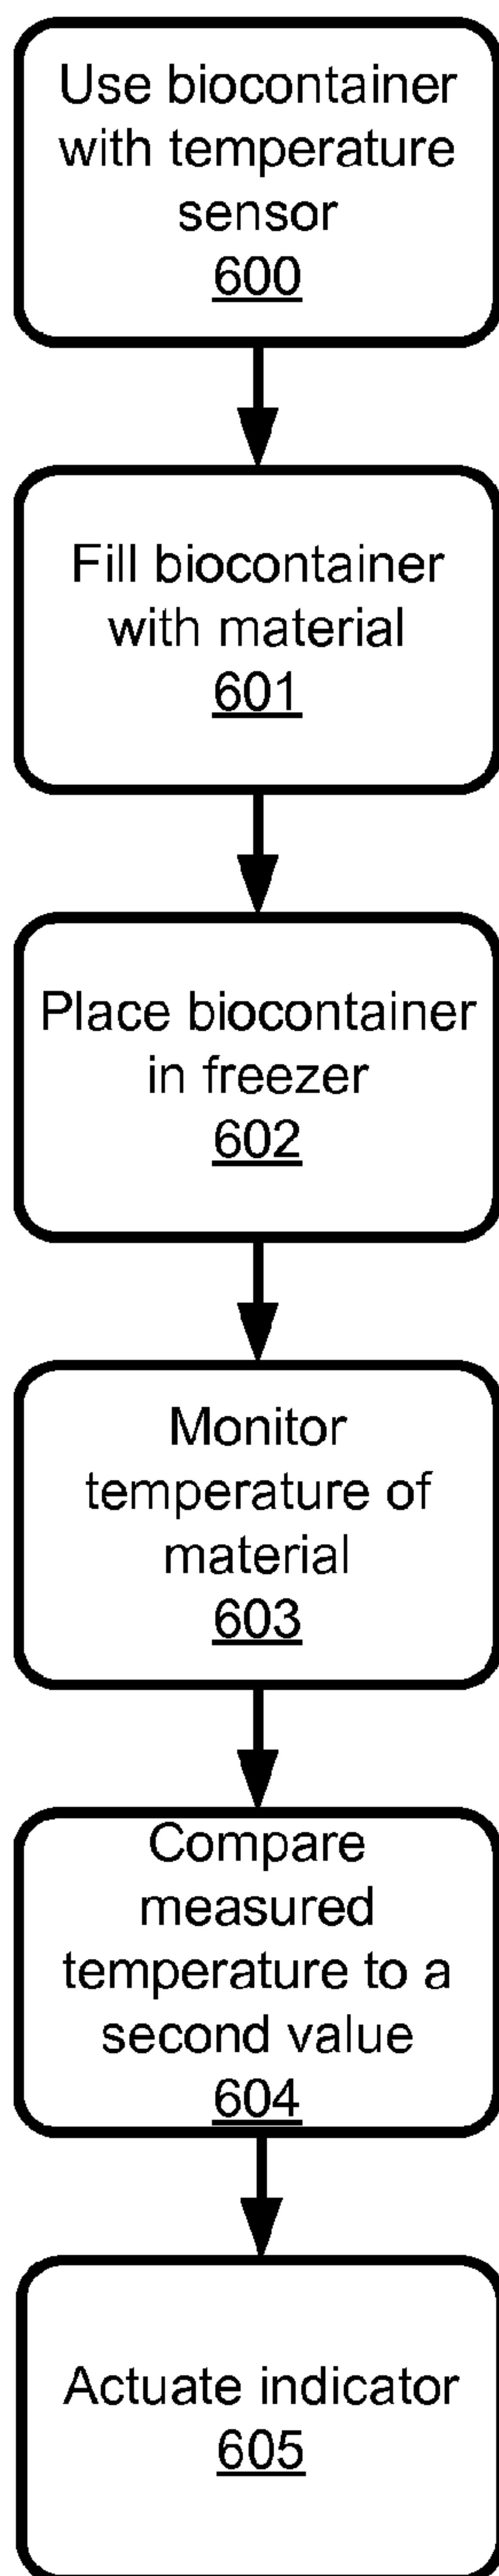 Use biocontainer
with temperature
sensor
600
Fill biocontainer
with material
601
Place biocontainer
in freezer
602
Monitor
temperature of
material
603
Compare
measured
temperature to a
second value
604
Actuate indicator
605